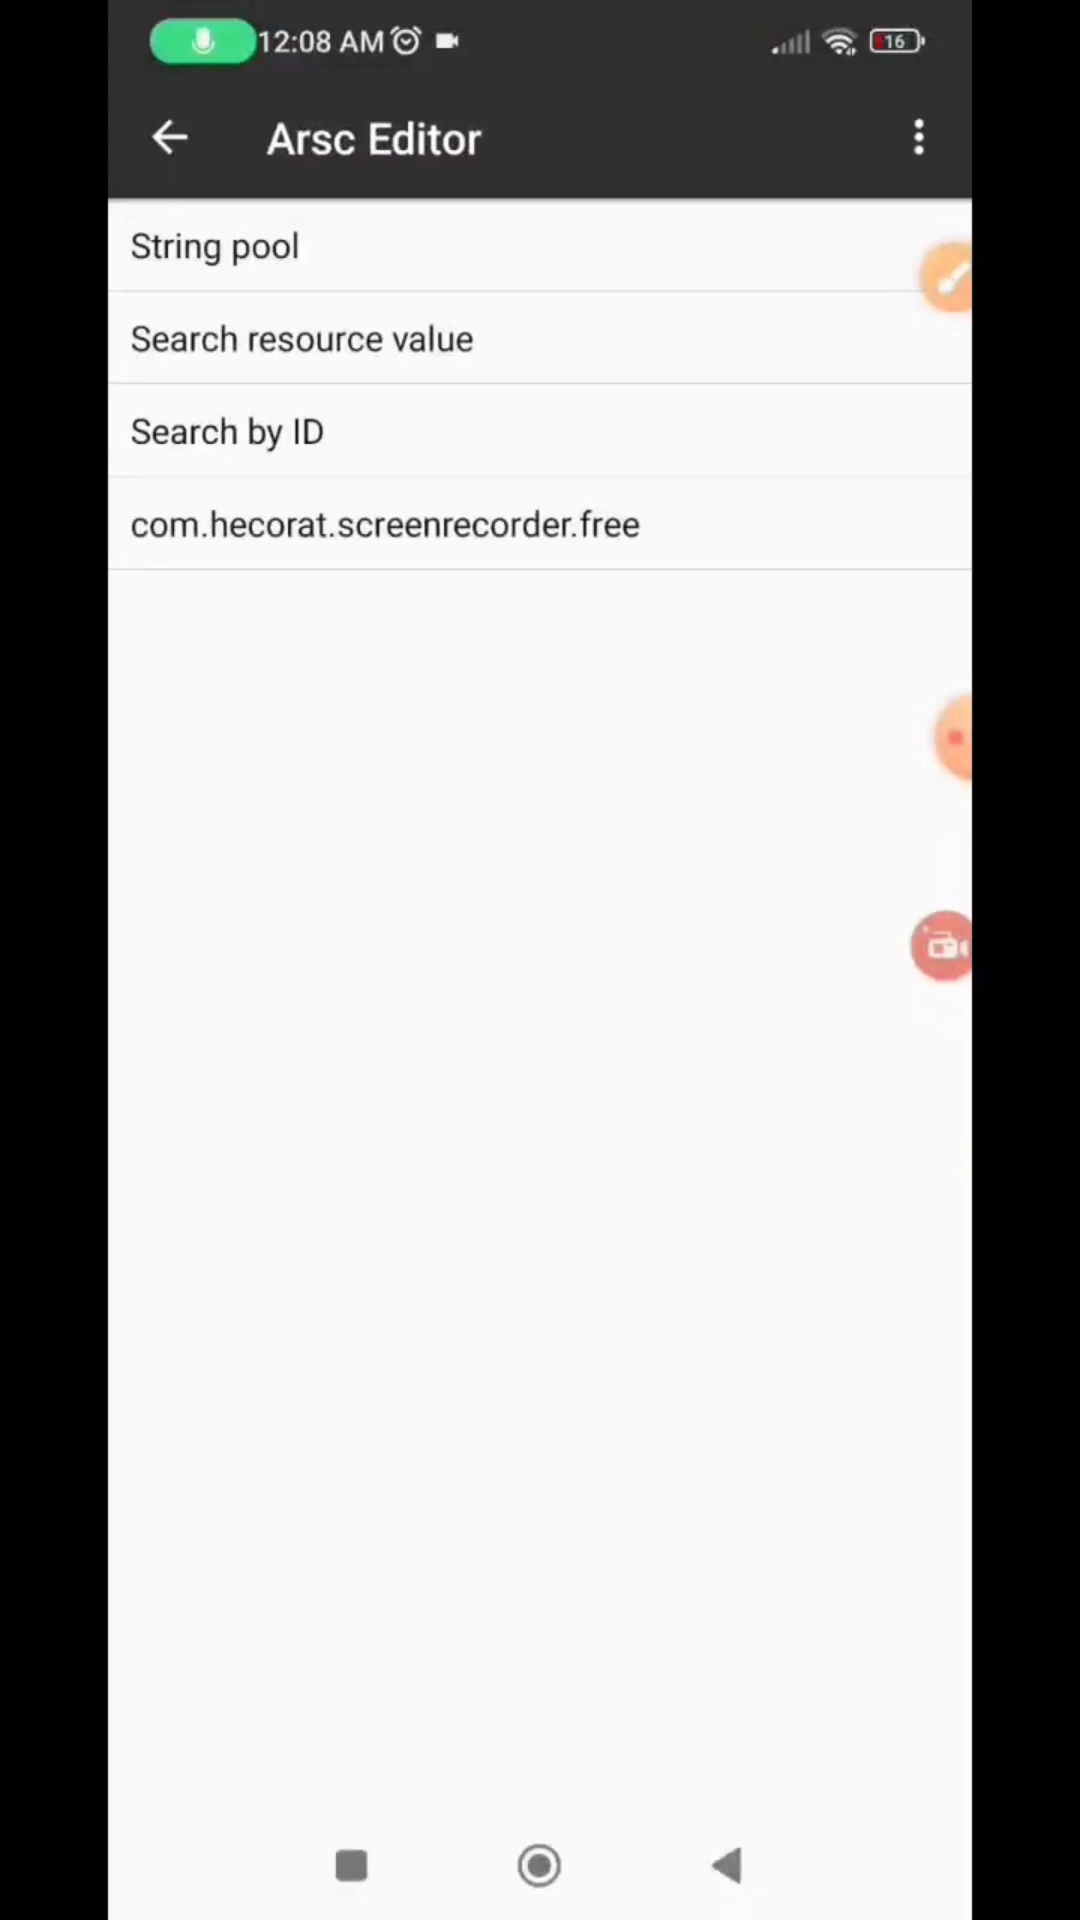 12:08 AM 16
Arsc Editor
String pool
Search resource value
Search by ID
com.hecorat.screenrecorder.free